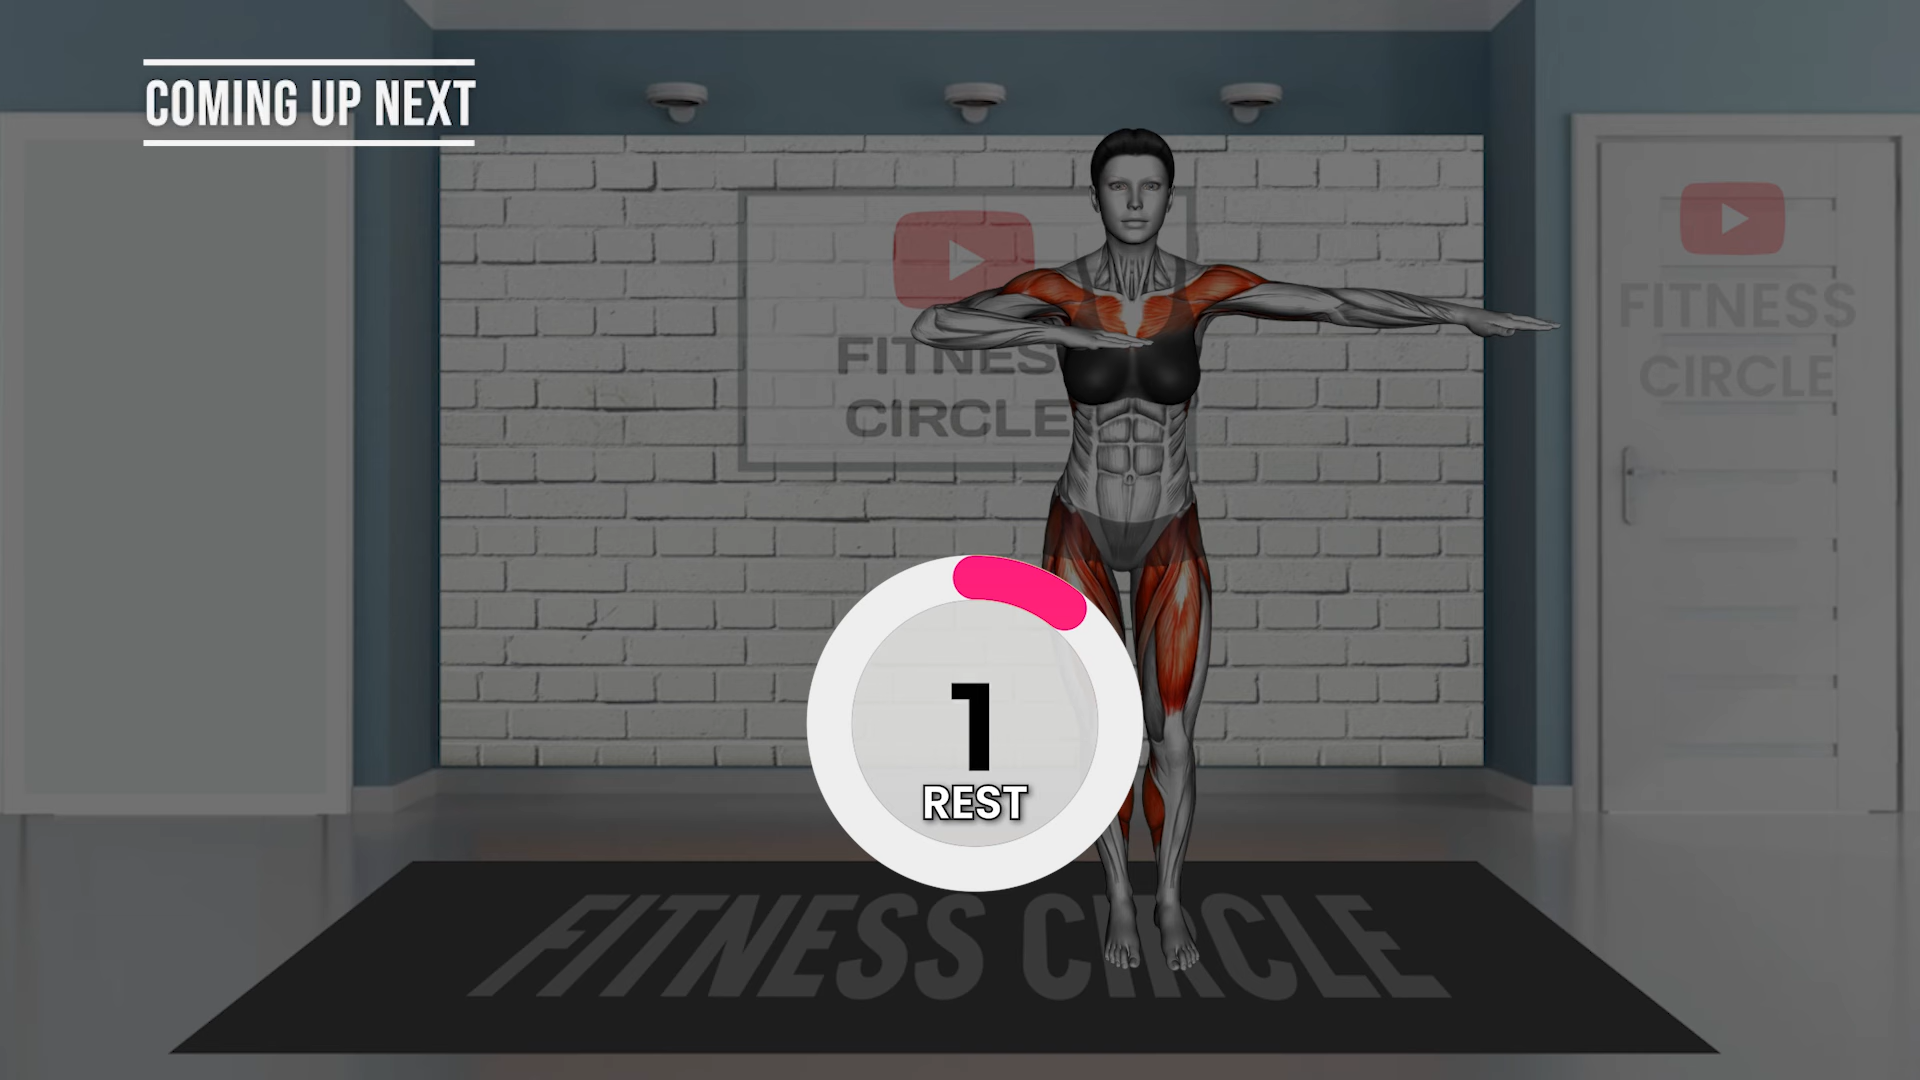 COMING UP NEXT
FITNESS
CIRCLE
FITNESS
CIRCLE
1
REST
FITNESS CIRCLE